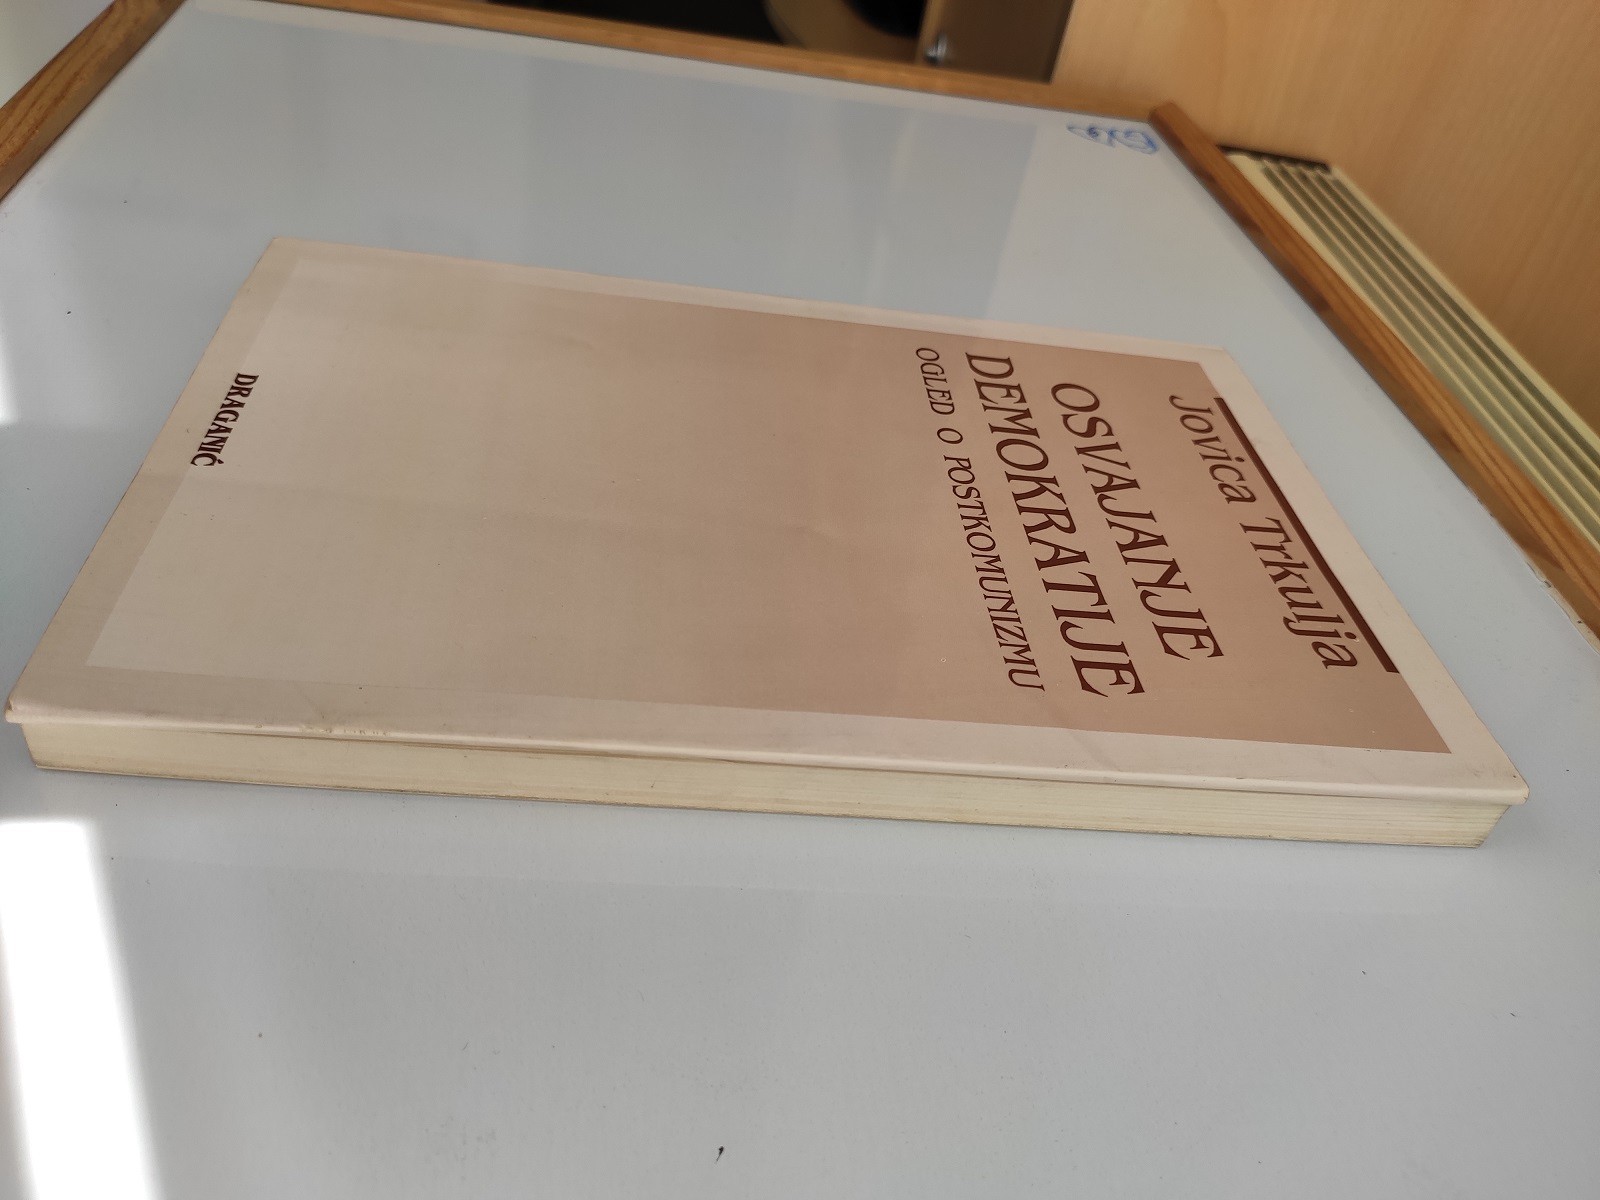 Jovica Trkulja
OSVAJANJE
DEMOKRATIJE
OGLED O POSTKOMUNIZMU
DRAGANIĆ